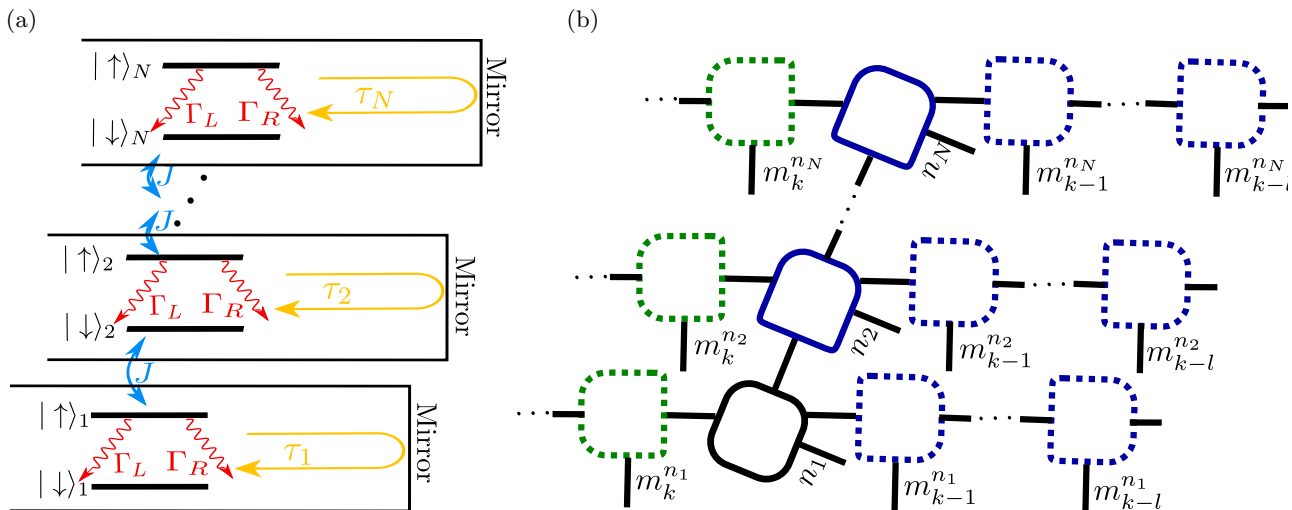 (a)
| ↑⟩_N
Γ_L Γ_R
τ_N
| ↓⟩_N
Mirror
J
J
| ↑⟩_2
Γ_L Γ_R
τ_2
| ↓⟩_2
Mirror
J
| ↑⟩_1
Γ_L Γ_R
τ_1
| ↓⟩_1
Mirror
(b)
m_k^{n_N}
n_N
m_{k-1}^{n_N}
m_{k-l}^{n_N}
m_k^{n_2}
n_2
m_{k-1}^{n_2}
m_{k-l}^{n_2}
m_k^{n_1}
n_1
m_{k-1}^{n_1}
m_{k-l}^{n_1}